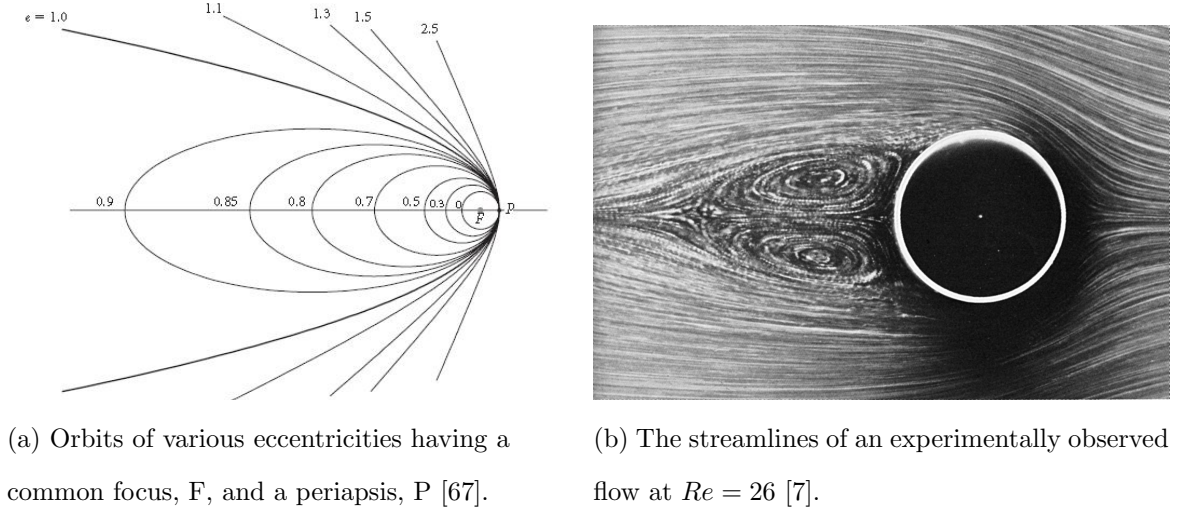 e = 1.0
1.1
1.3
1.5
2.5
0.9
0.85
0.8
0.7
0.5
0.3
0
F
P
(a) Orbits of various eccentricities having a
common focus, F, and a periapsis, P [67].
(b) The streamlines of an experimentally observed
flow at Re = 26 [7].